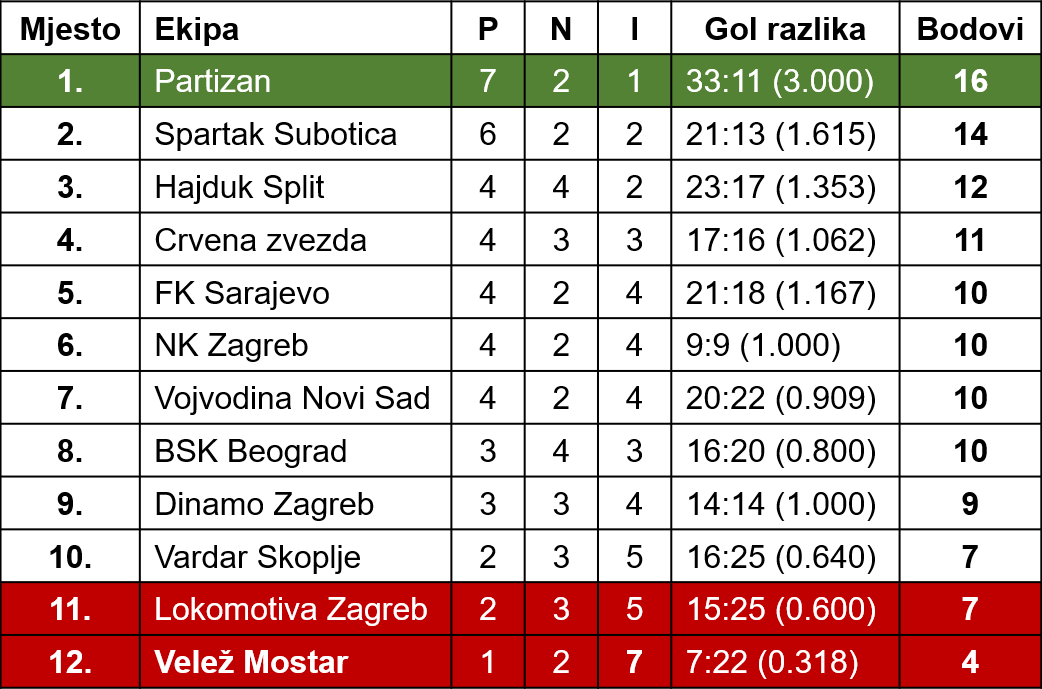 Mjesto Ekipa P N I Gol razlika Bodovi
1. Partizan 7 2 1 33:11 (3.000) 16
2. Spartak Subotica 6 2 2 21:13 (1.615) 14
3. Hajduk Split 4 4 2 23:17 (1.353) 12
4. Crvena zvezda 4 3 3 17:16 (1.062) 11
5. FK Sarajevo 4 2 4 21:18 (1.167) 10
6. NK Zagreb 4 2 4 9:9 (1.000) 10
7. Vojvodina Novi Sad 4 2 4 20:22 (0.909) 10
8. BSK Beograd 3 4 3 16:20 (0.800) 10
9. Dinamo Zagreb 3 3 4 14:14 (1.000) 9
10. Vardar Skoplje 2 3 5 16:25 (0.640) 7
11. Lokomotiva Zagreb 2 3 5 15:25 (0.600) 7
12. Velež Mostar 1 2 7 7:22 (0.318) 4